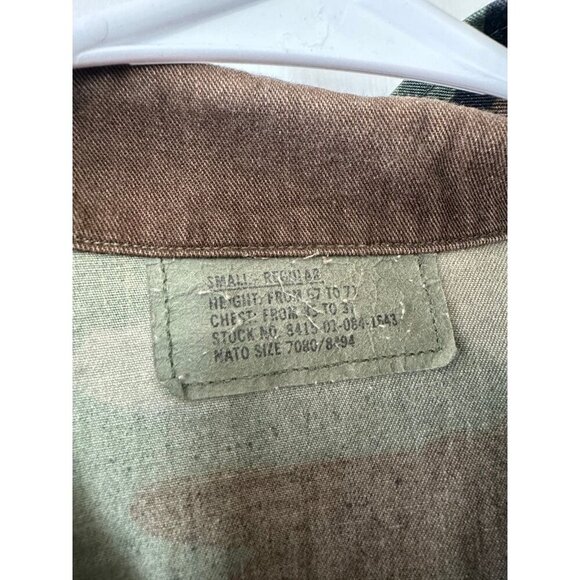 SMALL-REGULAR
HEIGHT: FROM 67 TO 71
CHEST: FROM TO 37
STOCK NO. 8415-01-084-1643
NATO SIZE 7080/8494